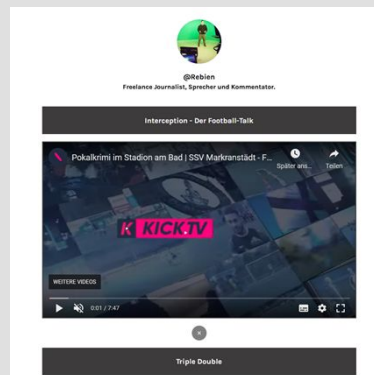 @Rebien
Freelance Journalist, Sprecher und Kommentator.
Interception - Der Football-Talk
Pokalkrimi im Stadion am Bad | SSV Markranstädt - F...
Später ans...
Teilen
K KICK.TV
WEITERE VIDEOS
0:01 / 7:47
Triple Double